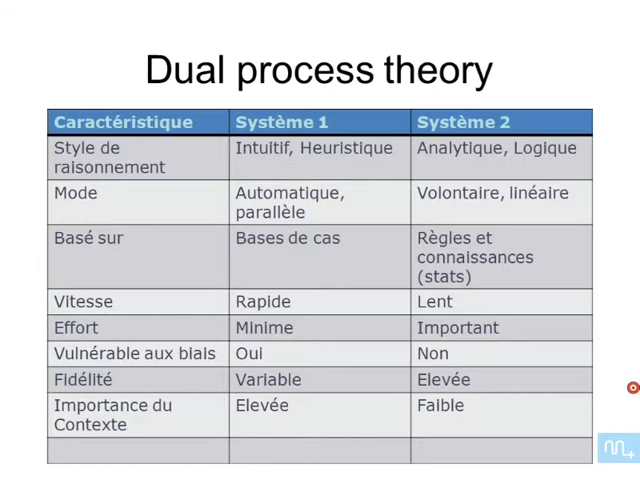 Dual process theory
Caractéristique Système 1 Système 2
Style de raisonnement Intuitif, Heuristique Analytique, Logique
Mode Automatique, parallèle Volontaire, linéaire
Basé sur Bases de cas Règles et connaissances (stats)
Vitesse Rapide Lent
Effort Minime Important
Vulnérable aux biais Oui Non
Fidélité Variable Elevée
Importance du Contexte Elevée Faible